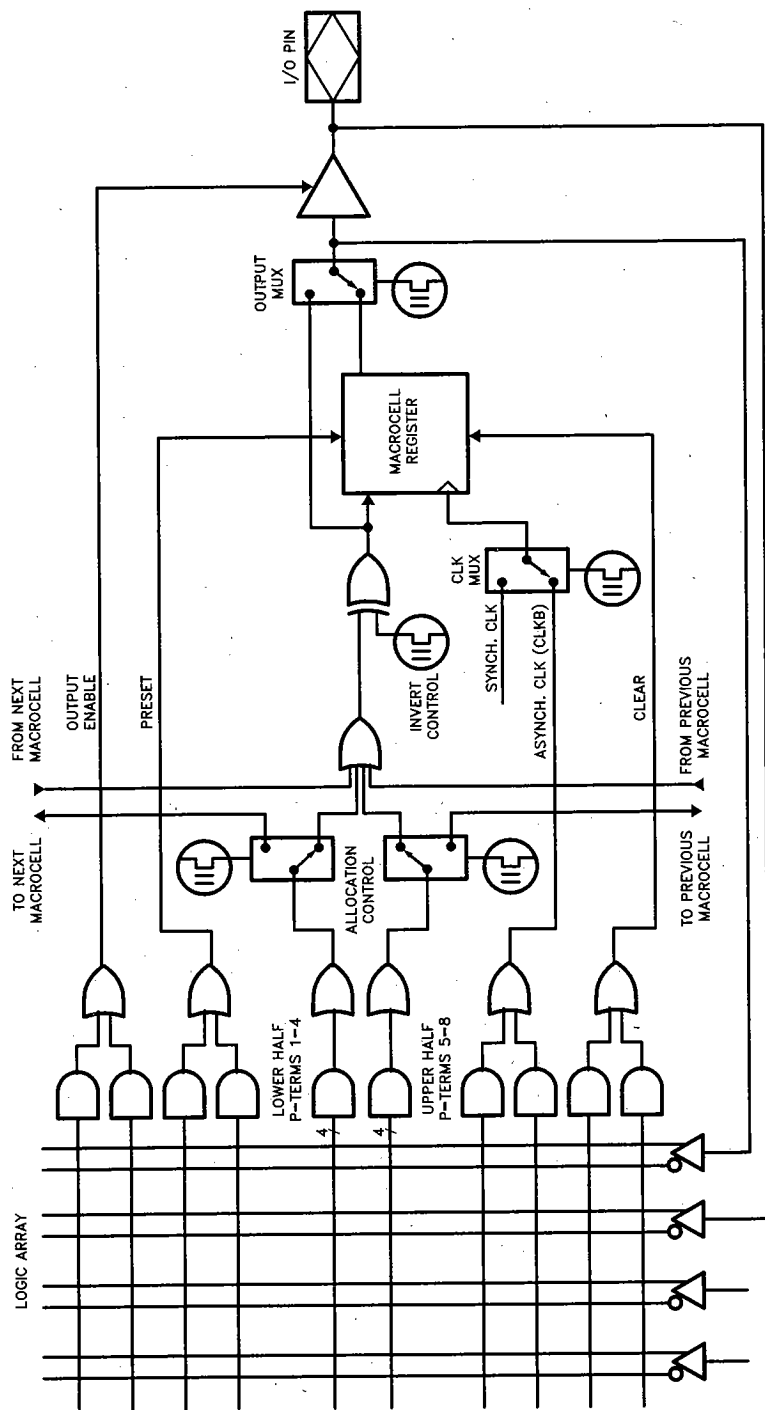 LOGIC ARRAY
TO NEXT
MACROCELL
FROM NEXT
MACROCELL
OUTPUT
ENABLE
PRESET
LOWER HALF
P-TERMS 1-4
4
4
UPPER HALF
P-TERMS 5-8
ALLOCATION
CONTROL
INVERT
CONTROL
SYNCH. CLK
ASYNCH. CLK (CLKB)
CLK
MUX
MACROCELL
REGISTER
OUTPUT
MUX
I/O PIN
CLEAR
TO PREVIOUS
MACROCELL
FROM PREVIOUS
MACROCELL